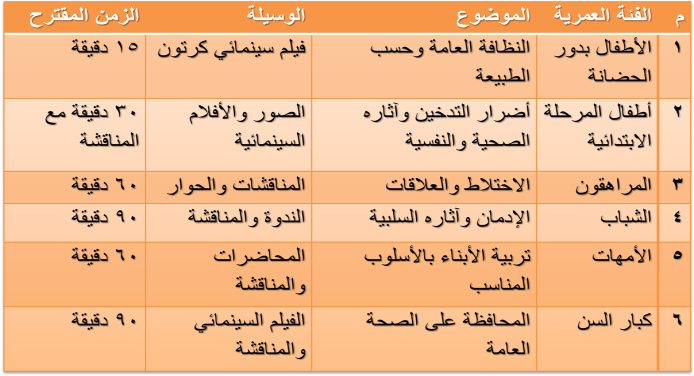 م الفئة العمرية الموضوع الوسيلة الزمن المقترح
١ الأطفال بدور النظافة العامة وحسب فيلم سينمائي كرتون ١٥ دقيقة
الحضانة الطبيعة
٢ أطفال المرحلة أضرار التدخين وآثاره الصور والأفلام ٣٠ دقيقة مع
الابتدائية الصحية والنفسية السينمائية المناقشة
٣ المراهقون الاختلاط والعلاقات المناقشات والحوار ٦٠ دقيقة
٤ الشباب الإدمان وآثاره السلبية الندوة والمناقشة ٩٠ دقيقة
٥ الأمهات تربية الأبناء بالأسلوب المحاضرات ٦٠ دقيقة
المناسب والمناقشة
٦ كبار السن المحافظة على الصحة الفيلم السينمائي ٩٠ دقيقة
العامة والمناقشة